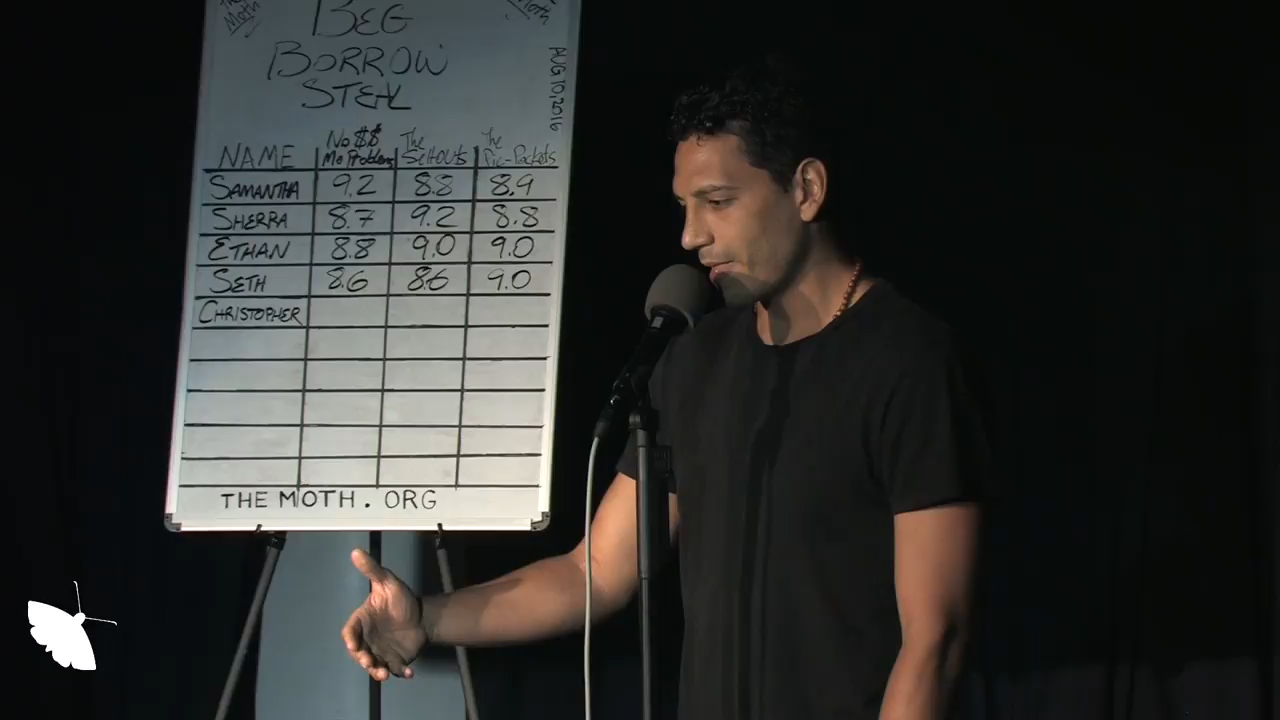 The Moth
Moth
BEG
BORROW
STEAL
AUG 10, 2016
NAME No $$ Mo Problems The SellOuts The Pic-Pockets
SAMANTHA 9.2 8.8 8.9
SHERRA 8.7 9.2 8.8
ETHAN 8.8 9.0 9.0
SETH 8.6 8.6 9.0
CHRISTOPHER
THE MOTH.ORG